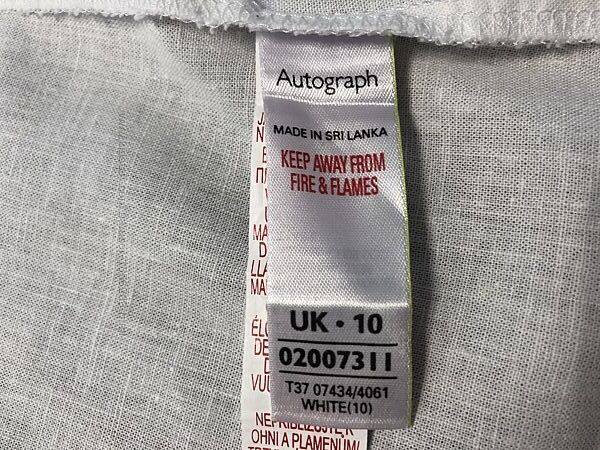 Autograph
MADE IN SRI LANKA
KEEP AWAY FROM
FIRE & FLAMES
UK · 10
02007311
T37 07434/4061
WHITE(10)
OHNI A PLAMENŮM/